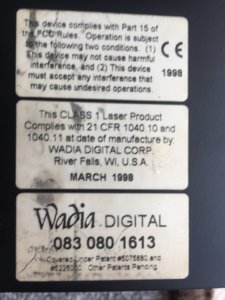 This device complies with Part 15 of
the FCC Rules. Operation is subject
to the following two conditions. (1)
This device may not cause harmful
interference, and (2) This device
must accept any interference that
may cause undesired operations.
CE
1998
This CLASS 1 Laser Product
Complies with 21 CFR 1040.10 and
1040.11 at date of manufacture by:
WADIA DIGITAL CORP.
River Falls, WI, U.S.A.
MARCH 1998
Wadia DIGITAL
083 080 1613
Covered under Patent #5075880 and
#5226000 Other Patents Pending